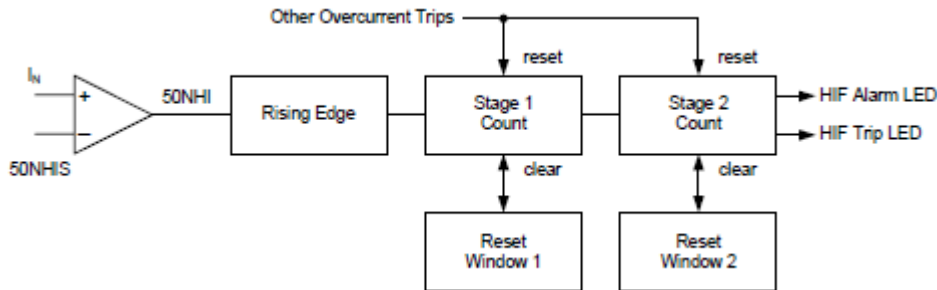 Other Overcurrent Trips
reset
reset
IN
+
50NHI
−
50NHIS
Rising Edge
Stage 1
Count
Stage 2
Count
HIF Alarm LED
HIF Trip LED
clear
clear
Reset
Window 1
Reset
Window 2